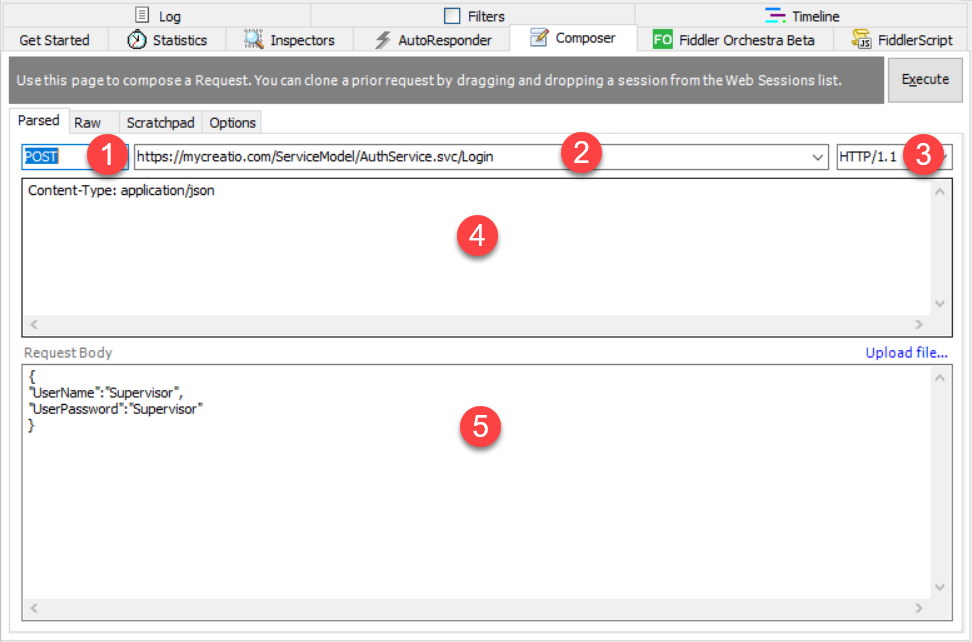 Log
Filters
Timeline
Get Started
Statistics
Inspectors
AutoResponder
Composer
FO Fiddler Orchestra Beta
JS FiddlerScript
Use this page to compose a Request. You can clone a prior request by dragging and dropping a session from the Web Sessions list.
Execute
Parsed
Raw
Scratchpad
Options
POST
1
https://mycreatio.com/ServiceModel/AuthService.svc/Login
2
HTTP/1.1
3
Content-Type: application/json
4
Request Body
Upload file...
{
"UserName":"Supervisor",
"UserPassword":"Supervisor"
}
5